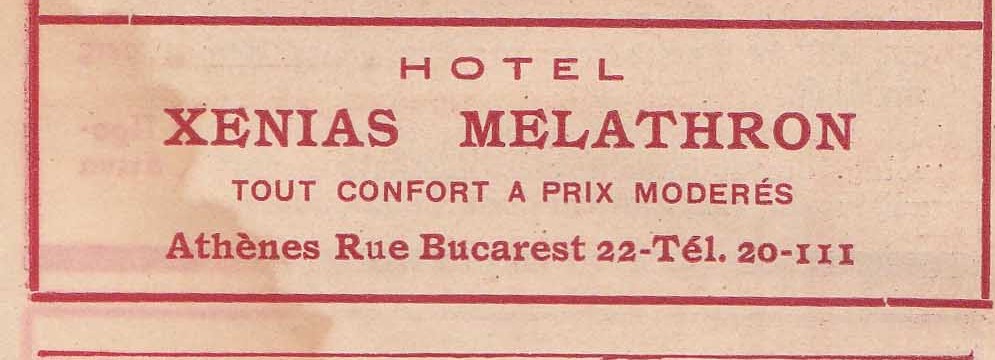 HOTEL
XENIAS MELATHRON
TOUT CONFORT A PRIX MODERÉS
Athènes Rue Bucarest 22-Tél. 20-111